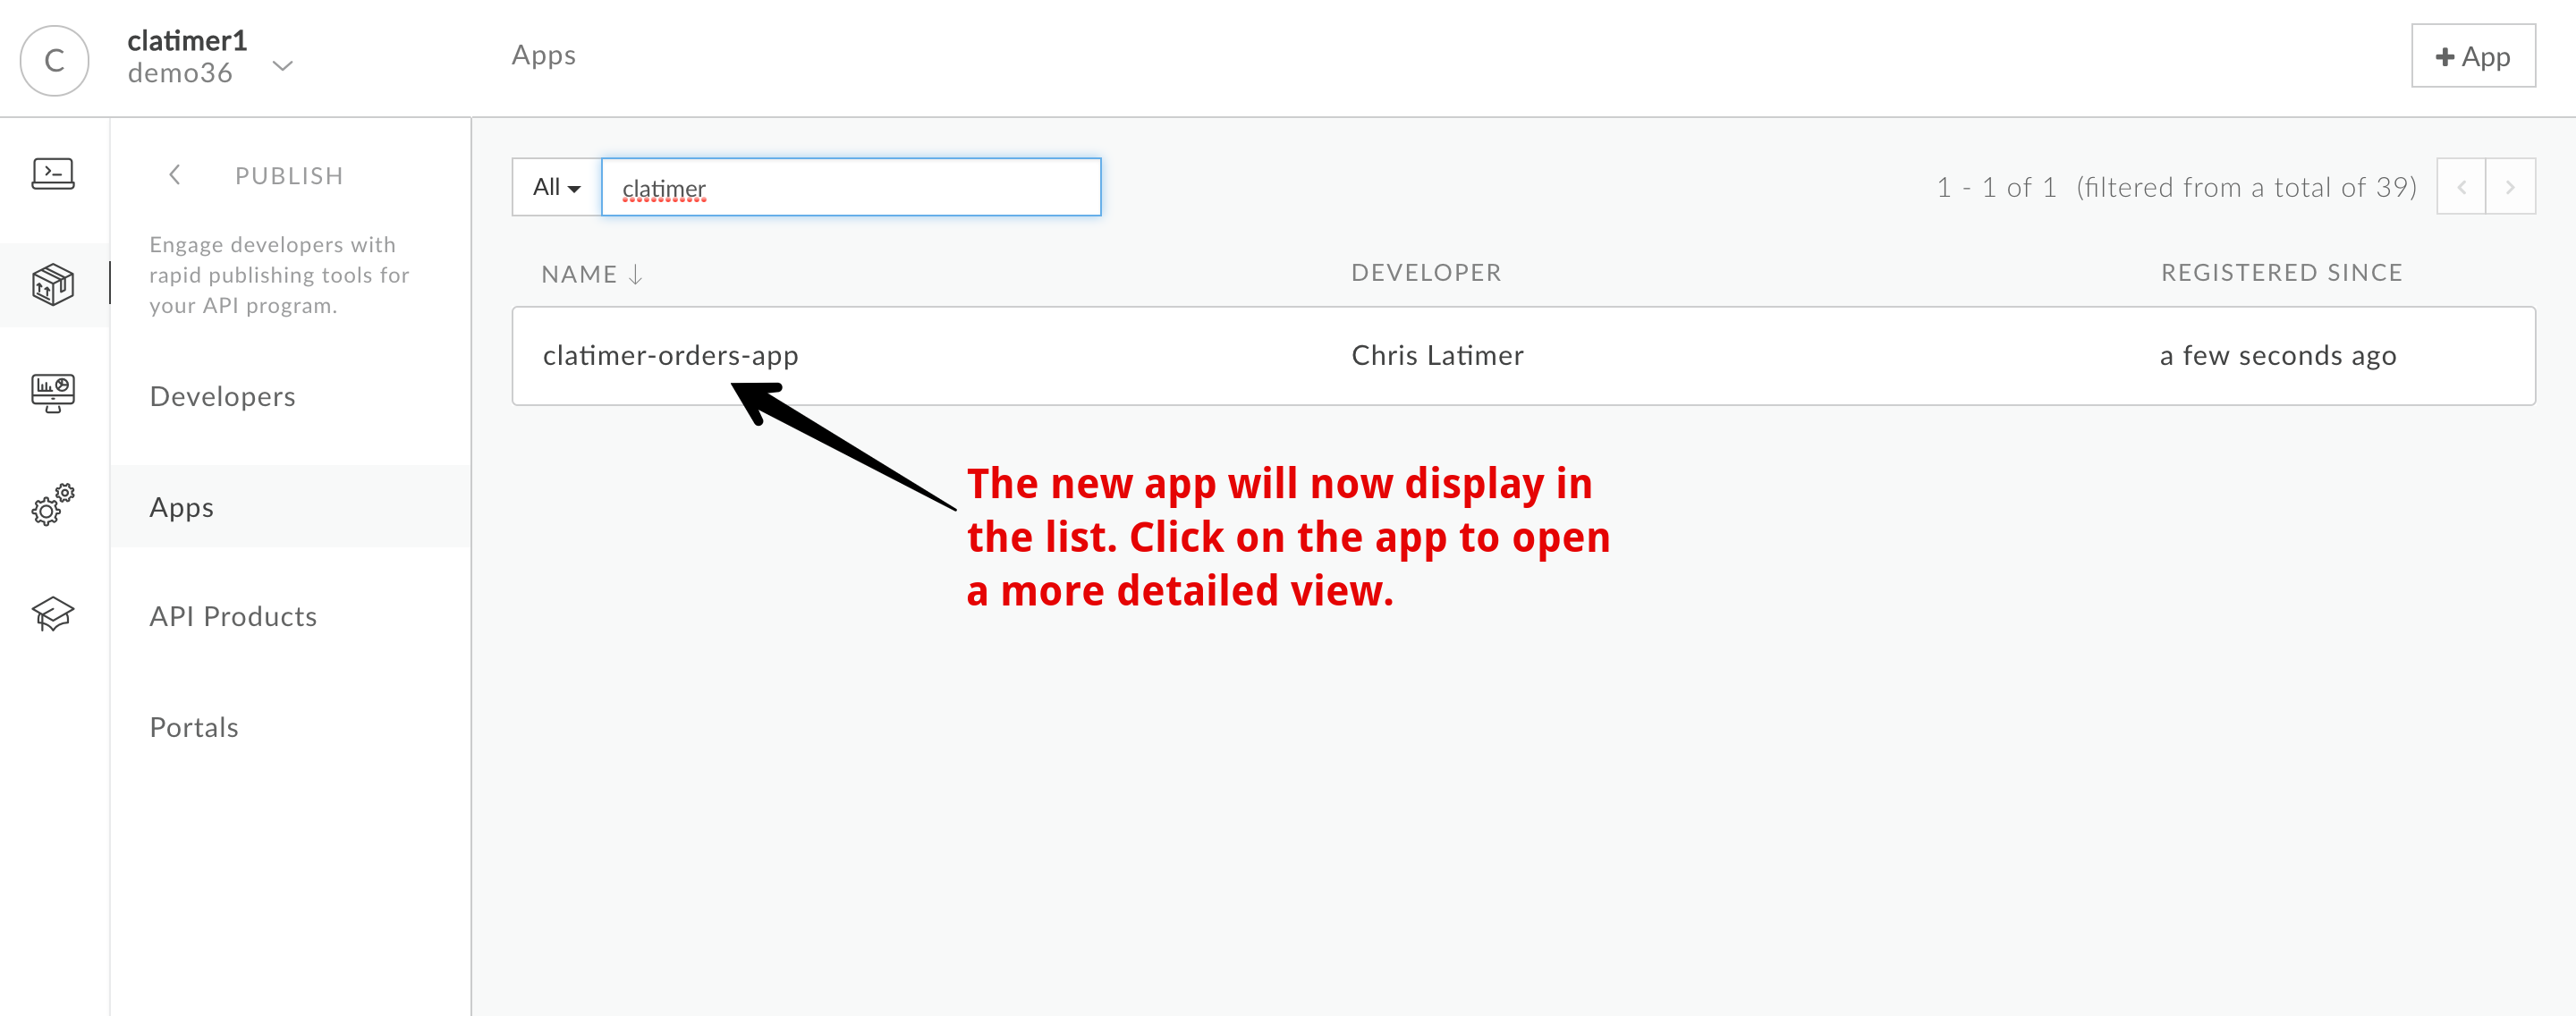 C
clatimer1
demo36
Apps
+ App
PUBLISH
Engage developers with
rapid publishing tools for
your API program.
Developers
Apps
API Products
Portals
All
clatimer
1 - 1 of 1 (filtered from a total of 39)
NAME ↓
DEVELOPER
REGISTERED SINCE
clatimer-orders-app
Chris Latimer
a few seconds ago
The new app will now display in
the list. Click on the app to open
a more detailed view.